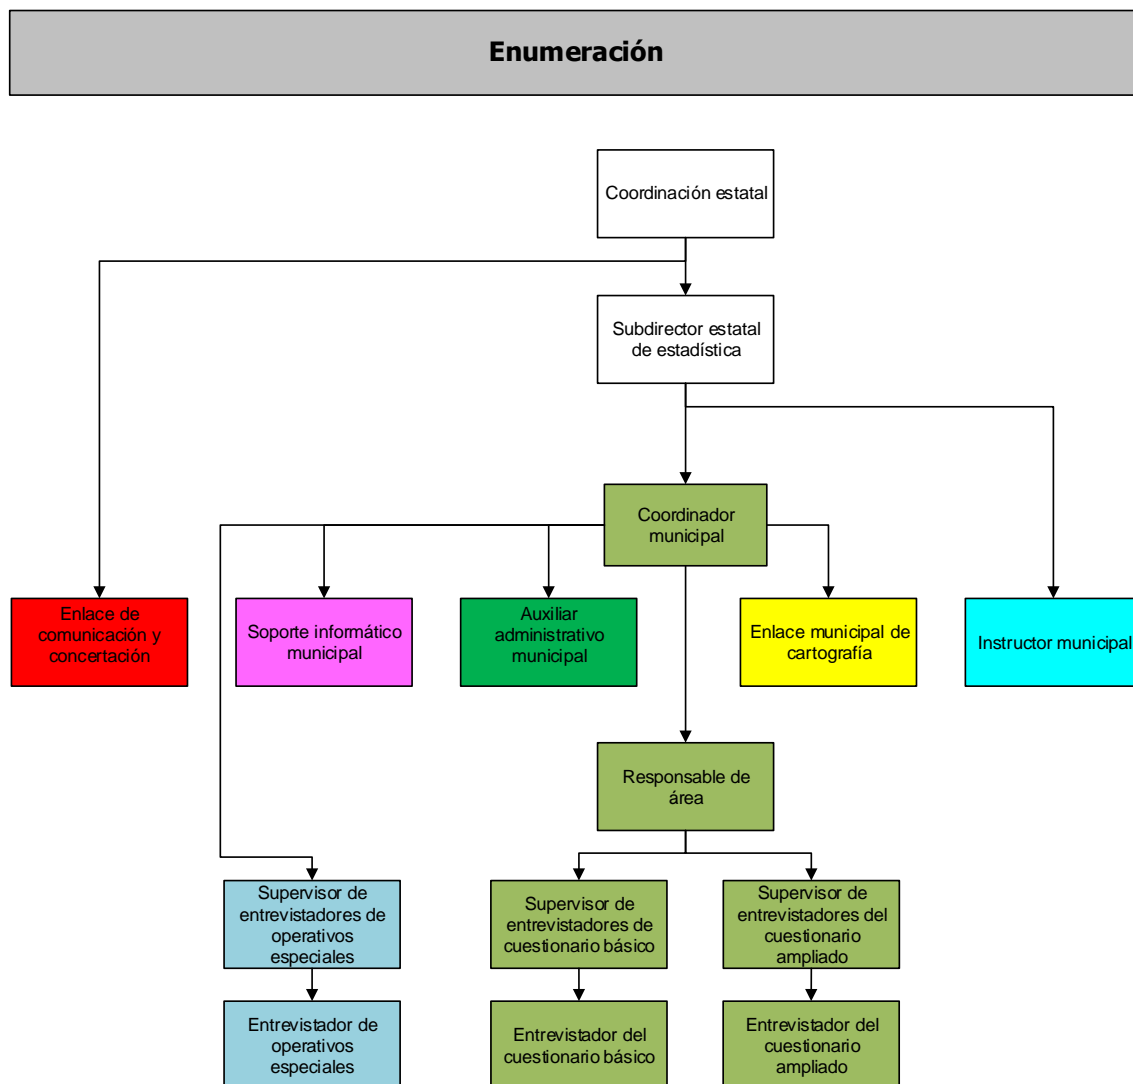 Enumeración
Coordinación estatal
Subdirector estatal
de estadística
Coordinador
municipal
Enlace de
comunicación y
concertación
Soporte informático
municipal
Auxiliar
administrativo
municipal
Enlace municipal de
cartografía
Instructor municipal
Responsable de
área
Supervisor de
entrevistadores de
operativos
especiales
Supervisor de
entrevistadores de
cuestionario básico
Supervisor de
entrevistadores del
cuestionario
ampliado
Entrevistador de
operativos
especiales
Entrevistador del
cuestionario básico
Entrevistador del
cuestionario
ampliado